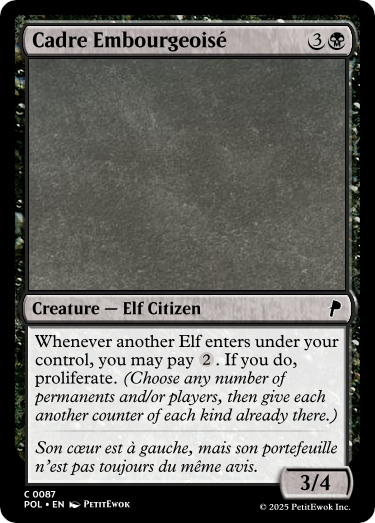 Cadre Embourgeoisé 3
Creature — Elf Citizen
Whenever another Elf enters under your
control, you may pay 2. If you do,
proliferate. (Choose any number of
permanents and/or players, then give each
another counter of each kind already there.)
Son cœur est à gauche, mais son portefeuille
n'est pas toujours du même avis.
3/4
C 0087
POL • EN PetitEwok
© 2025 PetitEwok Inc.